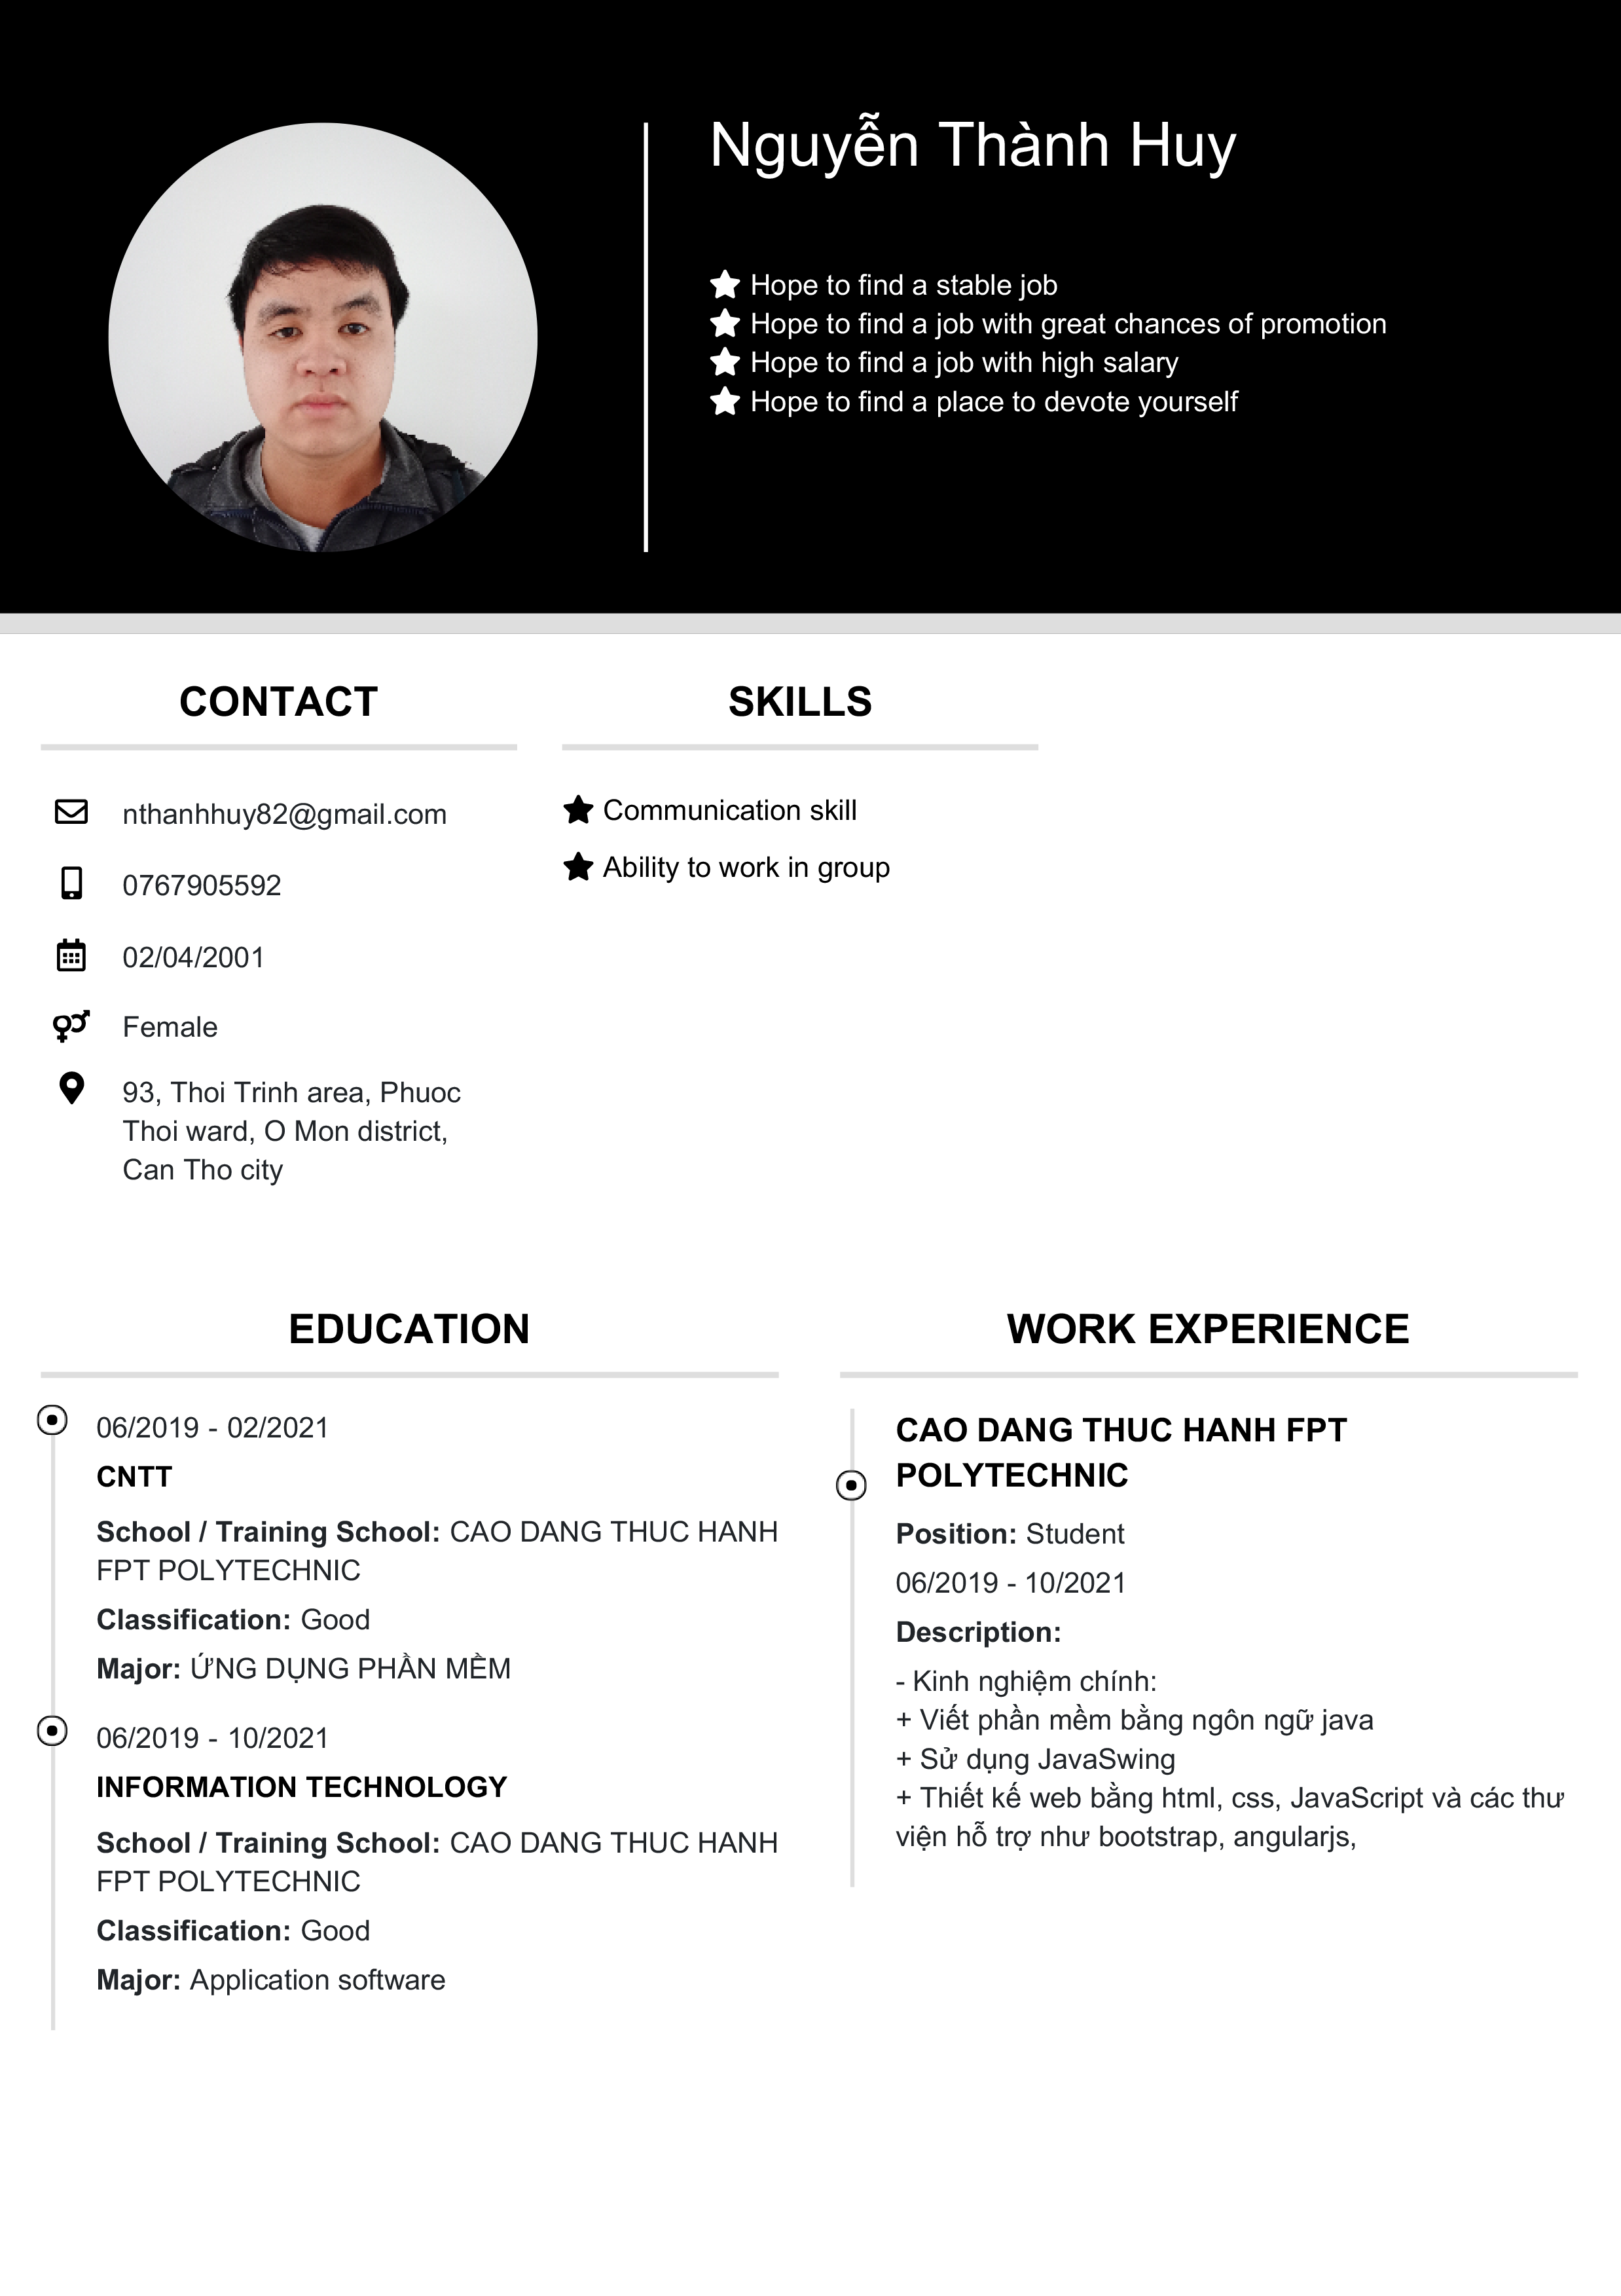 Nguyễn Thành Huy
Hope to find a stable job
Hope to find a job with great chances of promotion
Hope to find a job with high salary
Hope to find a place to devote yourself
CONTACT
nthanhhuy82@gmail.com
0767905592
02/04/2001
Female
93, Thoi Trinh area, Phuoc
Thoi ward, O Mon district,
Can Tho city
SKILLS
Communication skill
Ability to work in group
EDUCATION
06/2019 - 02/2021
CNTT
School / Training School: CAO DANG THUC HANH
FPT POLYTECHNIC
Classification: Good
Major: ỨNG DỤNG PHẦN MỀM
06/2019 - 10/2021
INFORMATION TECHNOLOGY
School / Training School: CAO DANG THUC HANH
FPT POLYTECHNIC
Classification: Good
Major: Application software
WORK EXPERIENCE
CAO DANG THUC HANH FPT
POLYTECHNIC
Position: Student
06/2019 - 10/2021
Description:
- Kinh nghiệm chính:
+ Viết phần mềm bằng ngôn ngữ java
+ Sử dụng JavaSwing
+ Thiết kế web bằng html, css, JavaScript và các thư
viện hỗ trợ như bootstrap, angularjs,